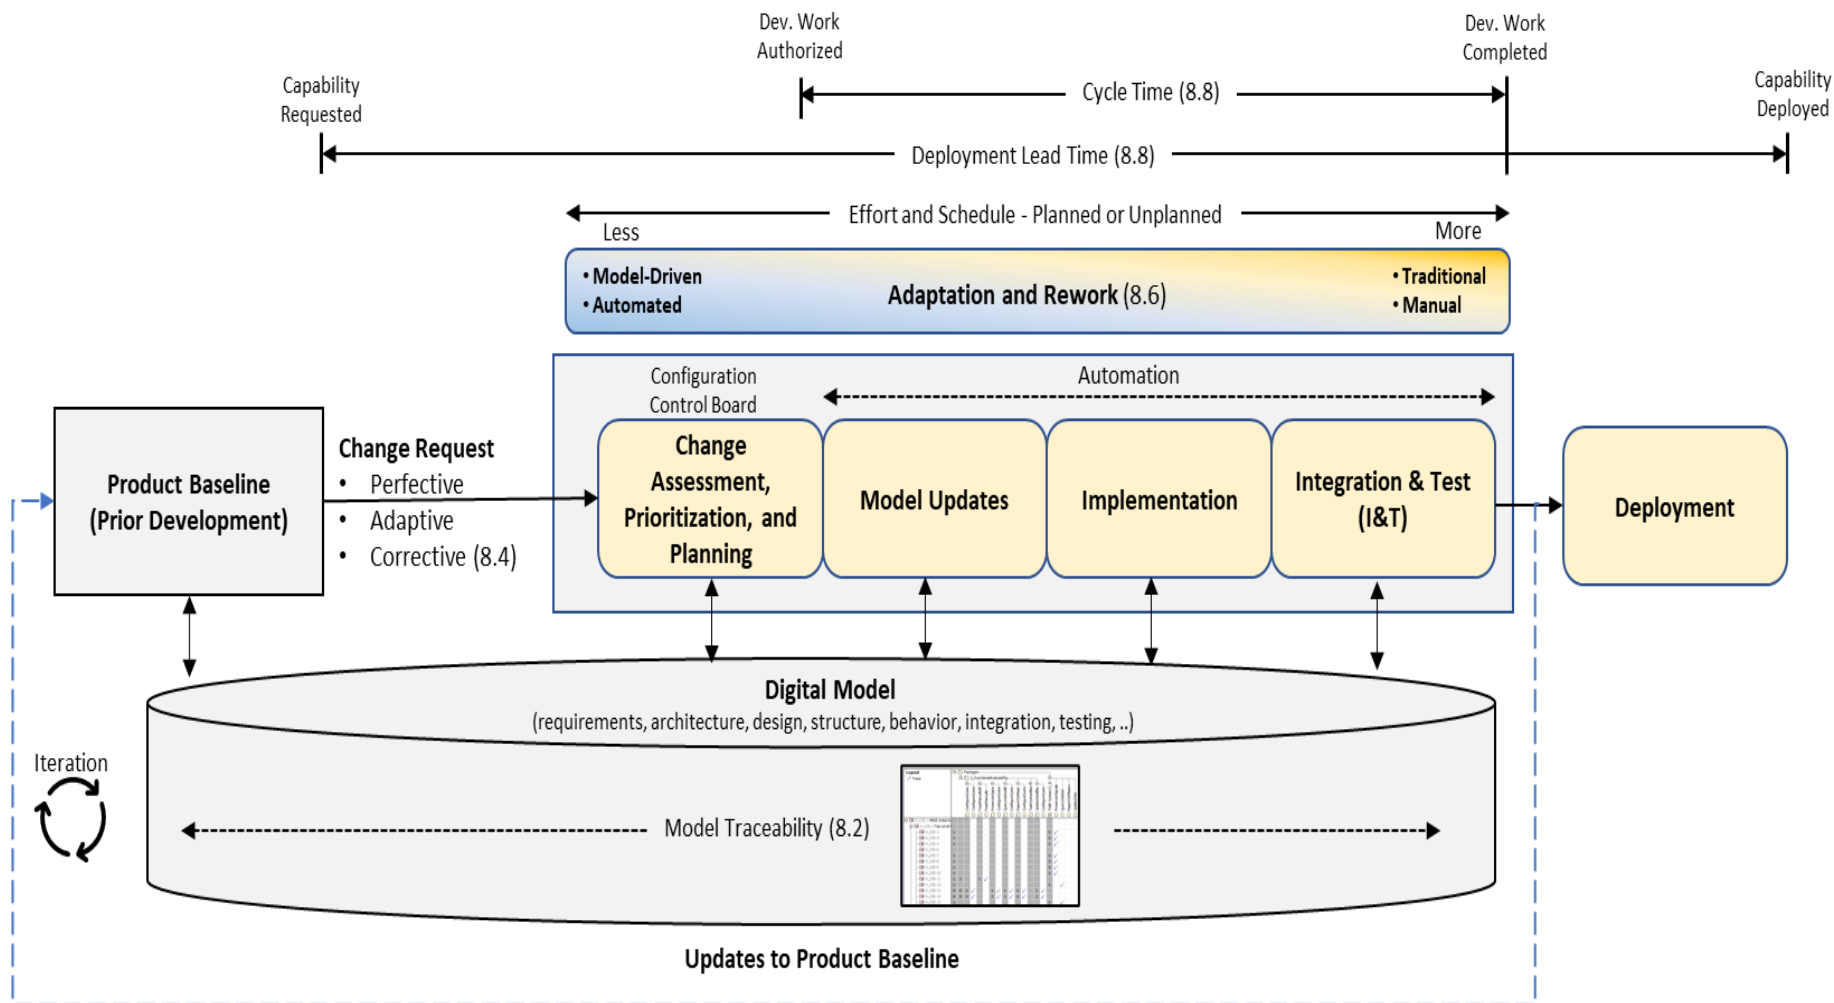 Dev. Work
Authorized
Dev. Work
Completed
Capability
Requested
Capability
Deployed
Cycle Time (8.8)
Deployment Lead Time (8.8)
Effort and Schedule - Planned or Unplanned
Less
More
• Model-Driven
• Automated
Adaptation and Rework (8.6)
• Traditional
• Manual
Configuration
Control Board
Automation
Product Baseline
(Prior Development)
Change Request
• Perfective
• Adaptive
• Corrective (8.4)
Change
Assessment,
Prioritization, and
Planning
Model Updates
Implementation
Integration & Test
(I&T)
Deployment
Digital Model
(requirements, architecture, design, structure, behavior, integration, testing, ..)
Iteration
Model Traceability (8.2)
Legend
Updates to Product Baseline